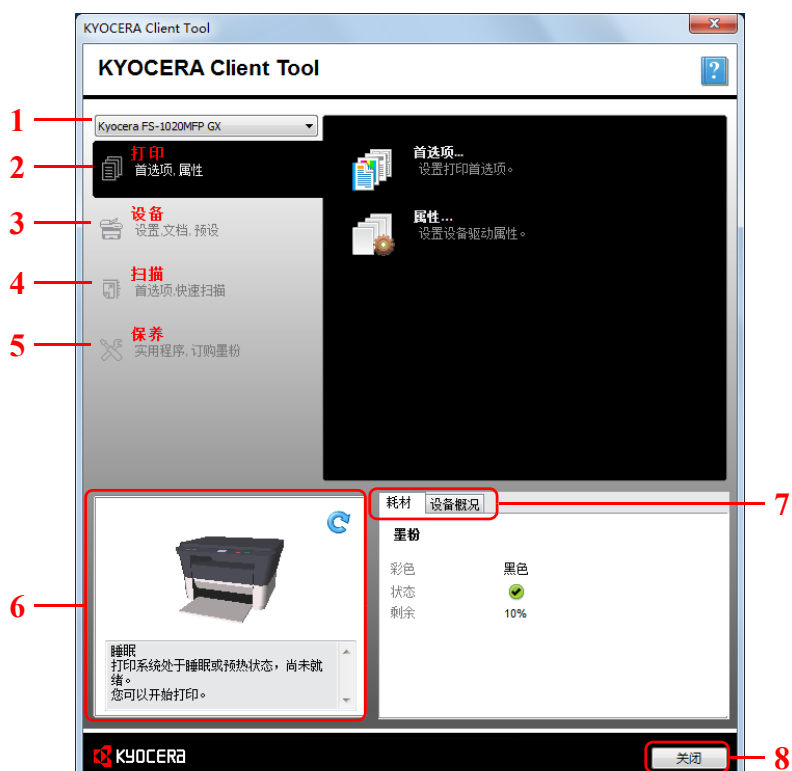 KYOCERA Client Tool
KYOCERA Client Tool
?
1
Kyocera FS-1020MFP GX
2
打印
首选项, 属性
3
设备
设置,文档, 预设
4
扫描
首选项,快速扫描
5
保养
实用程序, 订购墨粉
首选项...
设置打印首选项。
属性...
设置设备驱动属性。
6
睡眠
打印系统处于睡眠或预热状态，尚未就
绪。
您可以开始打印。
7
耗材
设备概况
墨粉
彩色 黑色
状态
剩余 10%
KYOCERA
关闭
8